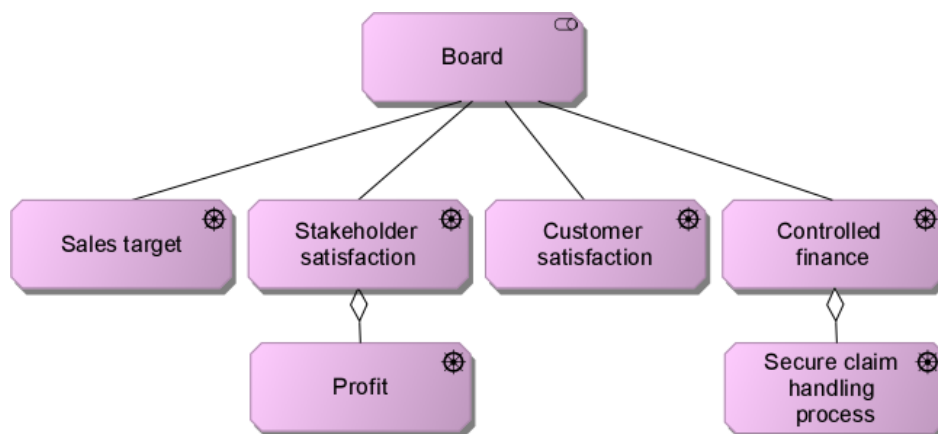 Board
Sales target
Stakeholder
satisfaction
Customer
satisfaction
Controlled
finance
Profit
Secure claim
handling
process